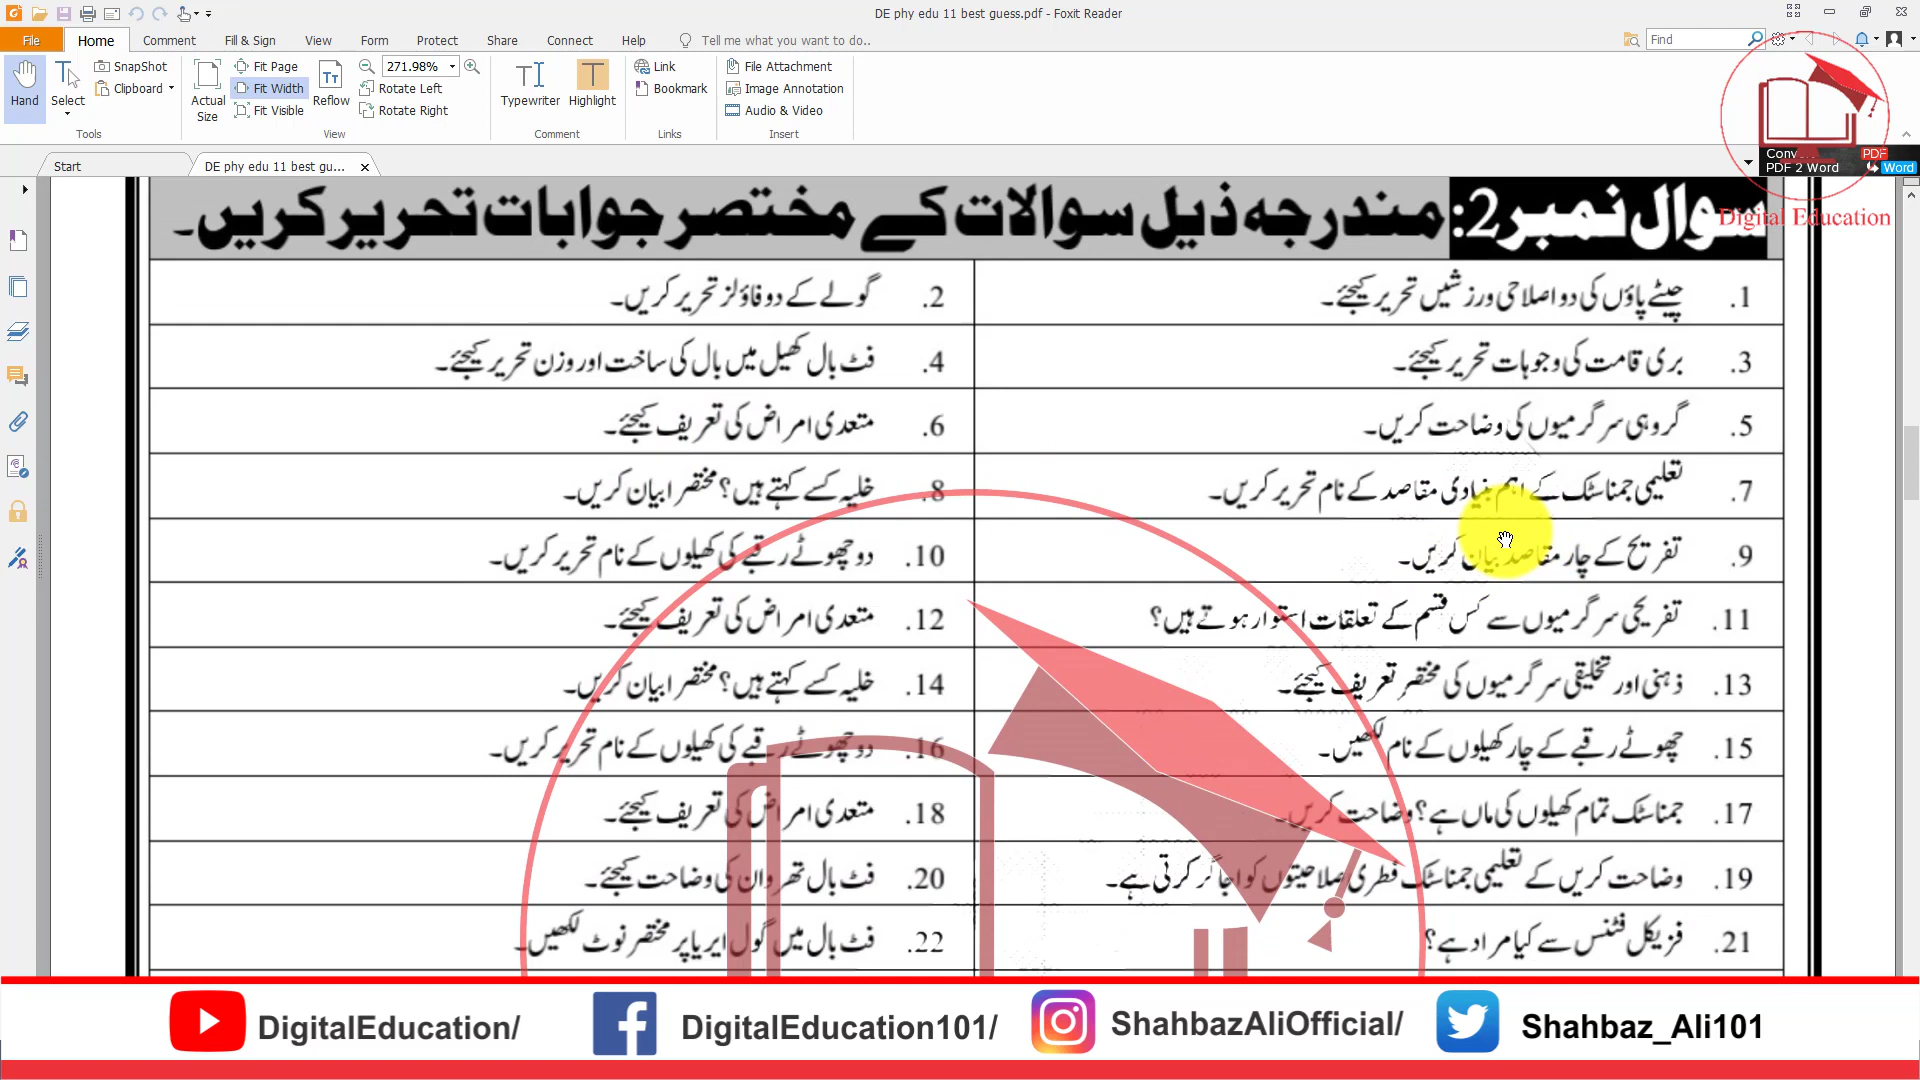 DE phy edu 11 best guess.pdf - Foxit Reader
File Home Comment Fill & Sign View Form Protect Share Connect Help Tell me what you want to do.. Find
Hand
Select
SnapShot
Clipboard
Tools
Actual Size
Fit Page
Fit Width
Fit Visible
Reflow
271.98%
Rotate Left
Rotate Right
View
Typewriter
Highlight
Comment
Link
Bookmark
Links
File Attachment
Image Annotation
Audio & Video
Insert
Start
DE phy edu 11 best gu...
PDF
PDF 2 Word
Word
Digital Education
سوال نمبر 2: مندرجہ ذیل سوالات کے مختصر جوابات تحریر کریں۔
1. چپٹے پاؤں کی دو اصلاحی ورزشیں تحریر کیجئے۔
2. گولے کے دو فاؤلز تحریر کریں۔
3. بری قامت کی وجوہات تحریر کیجئے۔
4. فٹ بال کھیل میں بال کی ساخت اور وزن تحریر کیجئے۔
5. گروہی سرگرمیوں کی وضاحت کریں۔
6. متعدی امراض کی تعریف کیجئے۔
7. تعلیمی جمناسٹک کے اہم بنیادی مقاصد کے نام تحریر کریں۔
8. خلیہ کسے کہتے ہیں؟ مختصر ابیان کریں۔
9. تفریح کے چار مقاصد بیان کریں۔
10. دو چھوٹے رقبے کی کھیلوں کے نام تحریر کریں۔
11. تفریحی سرگرمیوں سے کس قسم کے تعلقات استوار ہوتے ہیں؟
12. متعدی امراض کی تعریف کیجئے۔
13. ذہنی اور تخلیقی سرگرمیوں کی مختصر تعریف کیجئے۔
14. خلیہ کسے کہتے ہیں؟ مختصر ابیان کریں۔
15. چھوٹے رقبے کے چار کھیلوں کے نام لکھیں۔
16. دو چھوٹے رقبے کی کھیلوں کے نام تحریر کریں۔
17. جمناسٹک تمام کھیلوں کی ماں ہے؟ وضاحت کریں۔
18. متعدی امراض کی تعریف کیجئے۔
19. وضاحت کریں کے تعلیمی جمناسٹک فطری صلاحیتوں کو اجاگر کرتی ہے۔
20. فٹ بال تھروان کی وضاحت کیجئے۔
21. فزیکل فٹنس سے کیا مراد ہے؟
22. فٹ بال میں گول ایریا پر مختصر نوٹ لکھیں۔
DigitalEducation/
DigitalEducation101/
ShahbazAliOfficial/
Shahbaz_Ali101